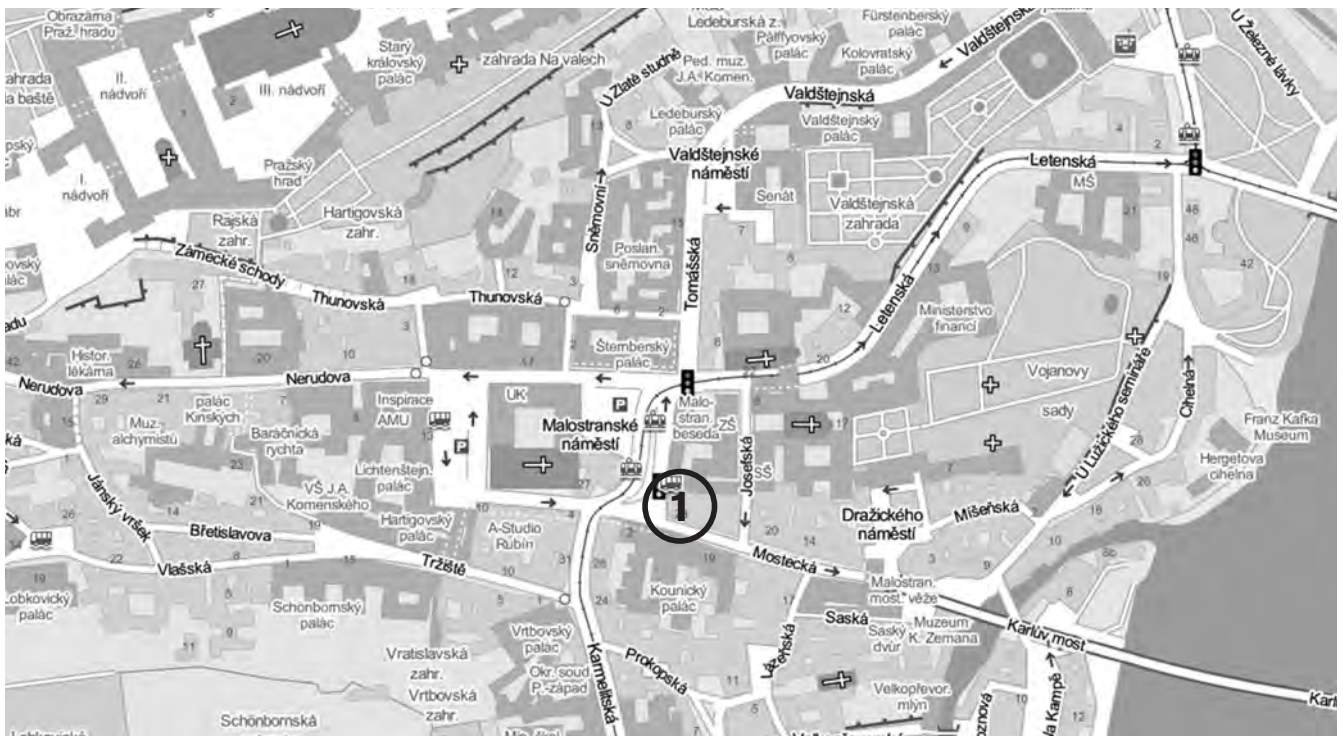 Obrazárna
Praž. hradu
zahrada
la baště
II.
nádvoří
III. nádvoří
I.
nádvoří
Starý
královský
palác
zahrada Na valech
Pražský
hrad
Rajská
zahr.
Hartigovská
zahr.
U Zlaté studně
Ped. muz.
J.A. Komen.
Ledeburská z.
Pálffyovský
palác
Fürstenberský
palác
Kolovratský
palác
Valdštejnská
Valdštejnská
Ledeburský
palác
Valdštejnské
náměstí
Valdštejnský
palác
Senát
Valdštejnská
zahrada
U Železné lávky
Letenská
MŠ
Letenská
Zámecké schody
Thunovská
Thunovská
Sněmovní
Poslan.
sněmovna
Tomášská
Šternberský
palác
Ministerstvo
financí
Histor.
lékárna
Nerudova
Nerudova
palác
Kinských
Muz.
alchymistů
Baráčnická
rychta
Inspirace
AMU
ÚK
Malostranské
náměstí
Malo-
stran.
beseda
ZŠ
SŠ
Josefská
Vojanovy
sady
U Lužického semináře
Cihelná
Franz Kafka
Museum
Hergetova
cihelna
Lichtenštejn.
palác
VŠ J.A.
Komenského
Hartigovský
palác
A-Studio
Rubín
1
Jánský vršek
Břetislavova
Vlašská
Tržiště
Dražického
náměstí
Míšeňská
Mostecká
Kounický
palác
Malostran.
most. věže
Lobkovický
palác
Schönbornský
palác
Vrtbovský
palác
Okr. soud
P.-západ
Vratislavská
zahr.
Vrtbovská
zahr.
Karmelitská
Prokopská
Lázeňská
Saská
Saský
dvůr
Muzeum
K. Zemana
Karlův most
Velkopřevor.
mlýn
Schönbornská